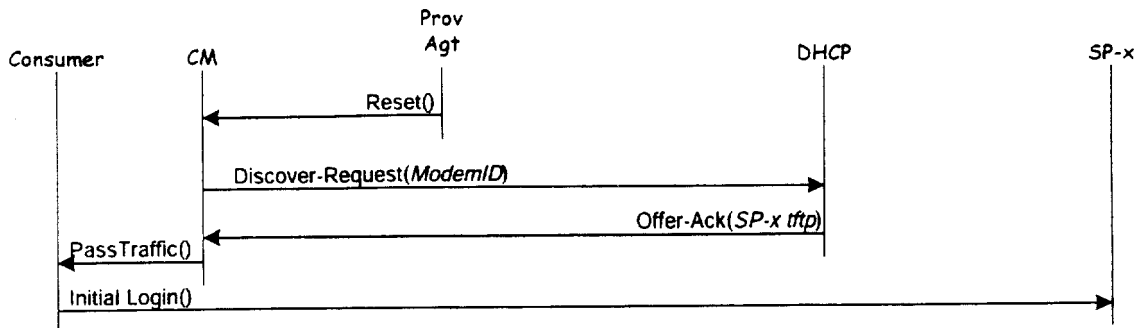 Prov
Agt
Consumer
CM
DHCP
SP-x
Reset()
Discover-Request(ModemID)
Offer-Ack(SP-x tftp)
PassTraffic()
Initial Login()